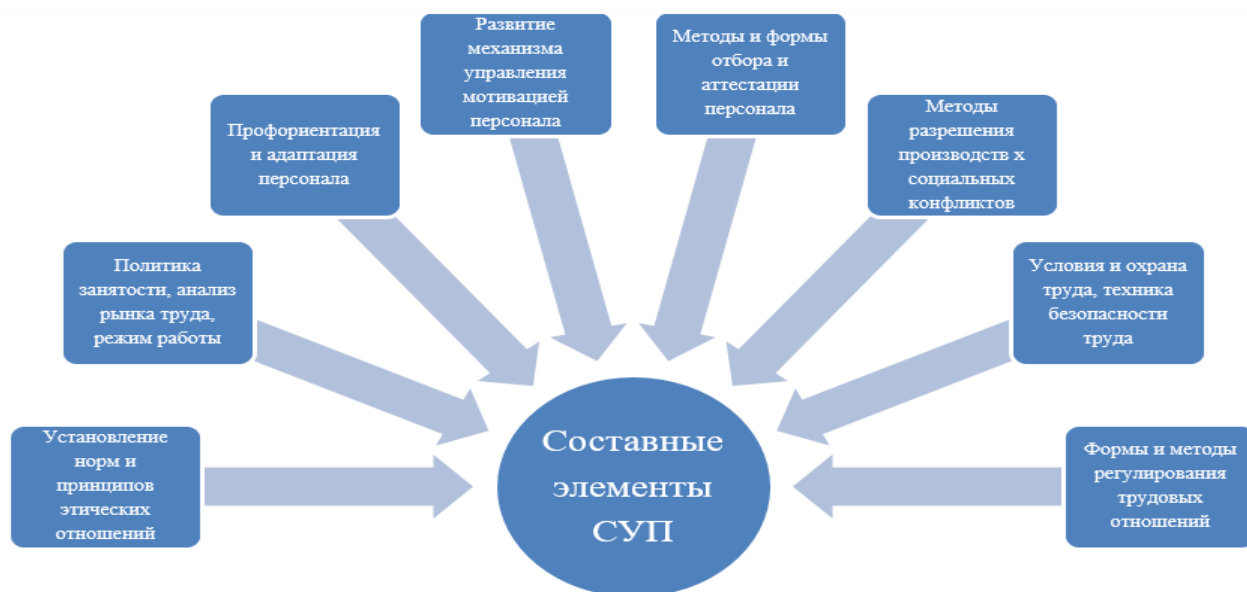 Установление
норм и
принципов
этических
отношений
Политика
занятости, анализ
рынка труда,
режим работы
Профориентация
и адаптация
персонала
Развитие
механизма
управления
мотивацией
персонала
Методы и формы
отбора и
аттестации
персонала
Методы
разрешения
производств х
социальных
конфликтов
Условия и охрана
труда, техника
безопасности
труда
Формы и методы
регулирования
трудовых
отношений
Составные
элементы
СУП